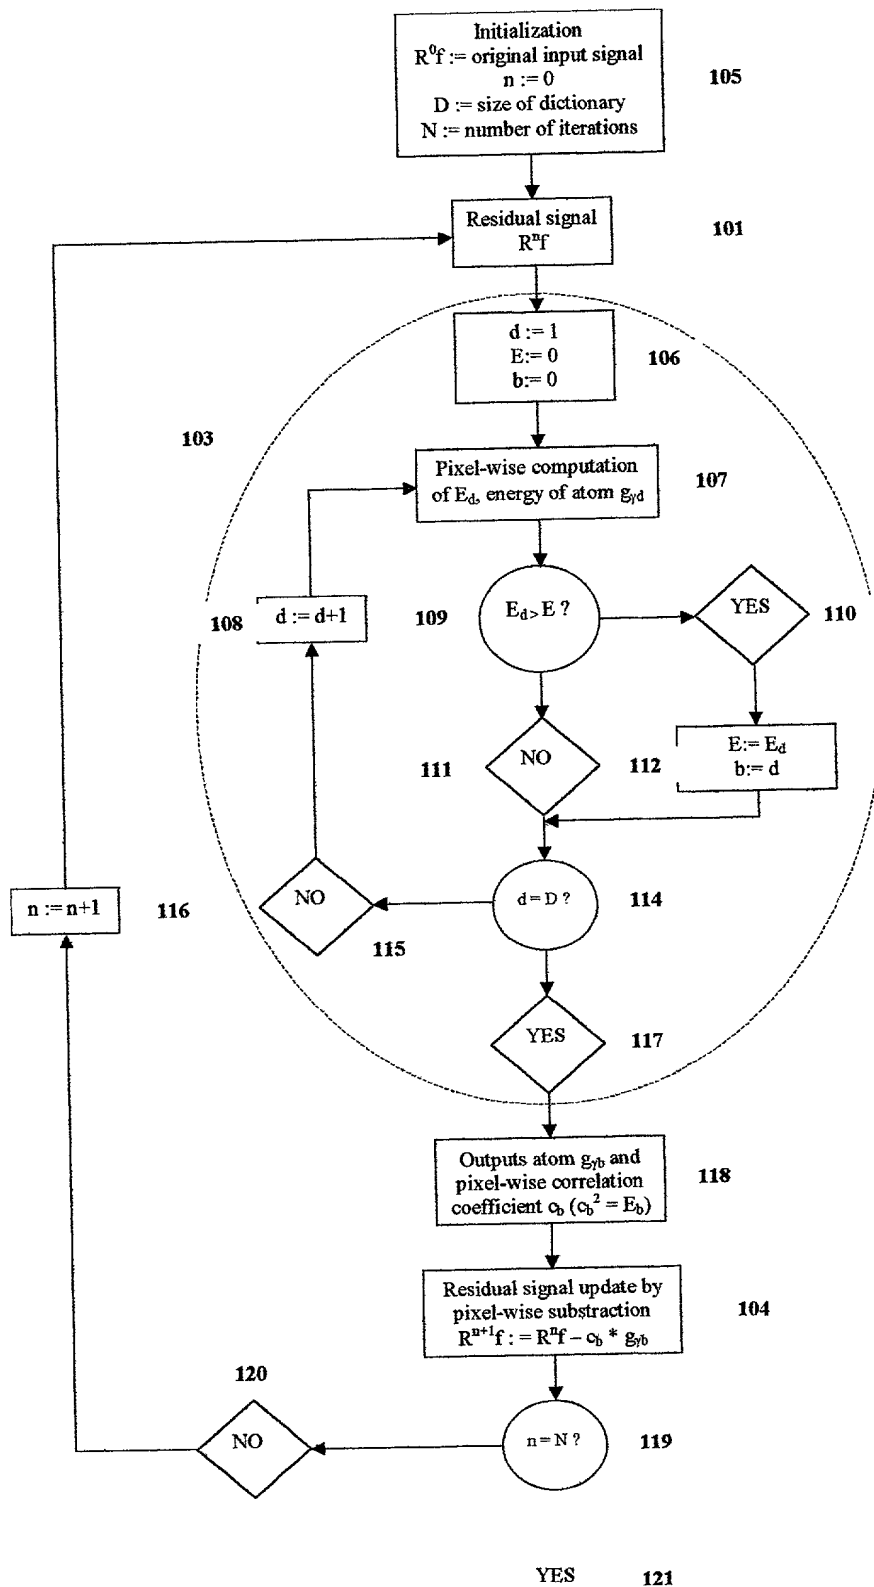 Initialization
R⁰f := original input signal
n := 0
D := size of dictionary
N := number of iterations
105
Residual signal
Rⁿf
101
d := 1
E:= 0
b:= 0
106
103
Pixel-wise computation
of E_d, energy of atom g_γd
107
108
d := d+1
109
E_d > E ?
YES
110
111
NO
112
E:= E_d
b:= d
n := n+1
116
NO
115
d = D ?
114
YES
117
Outputs atom g_γb and
pixel-wise correlation
coefficient c_b (c_b² = E_b)
118
Residual signal update by
pixel-wise substraction
Rⁿ⁺¹f : = Rⁿf – c_b * g_γb
104
120
NO
n = N ?
119
YES
121